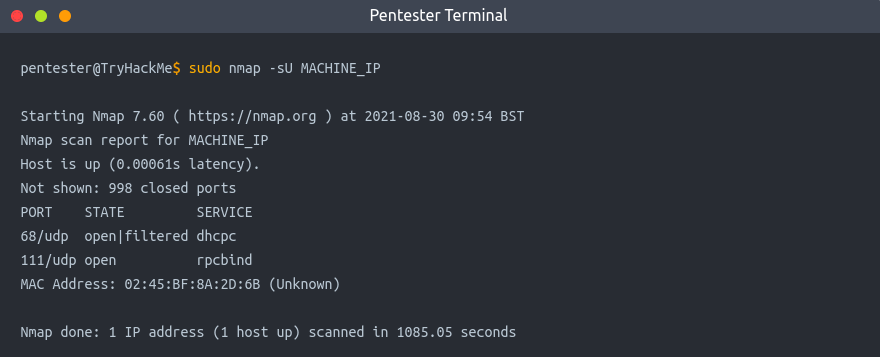 Pentester Terminal
pentester@TryHackMe$ sudo nmap -sU MACHINE_IP
Starting Nmap 7.60 ( https://nmap.org ) at 2021-08-30 09:54 BST
Nmap scan report for MACHINE_IP
Host is up (0.00061s latency).
Not shown: 998 closed ports
PORT    STATE         SERVICE
68/udp  open|filtered dhcpc
111/udp open          rpcbind
MAC Address: 02:45:BF:8A:2D:6B (Unknown)
Nmap done: 1 IP address (1 host up) scanned in 1085.05 seconds